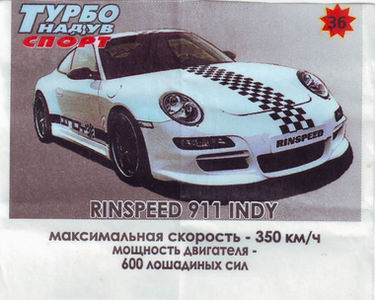 ТУРБО
НАДУВ
СПОРТ
36
RINSPEED
RINSPEED 911 INDY
максимальная скорость - 350 км/ч
мощность двигателя -
600 лошадиных сил